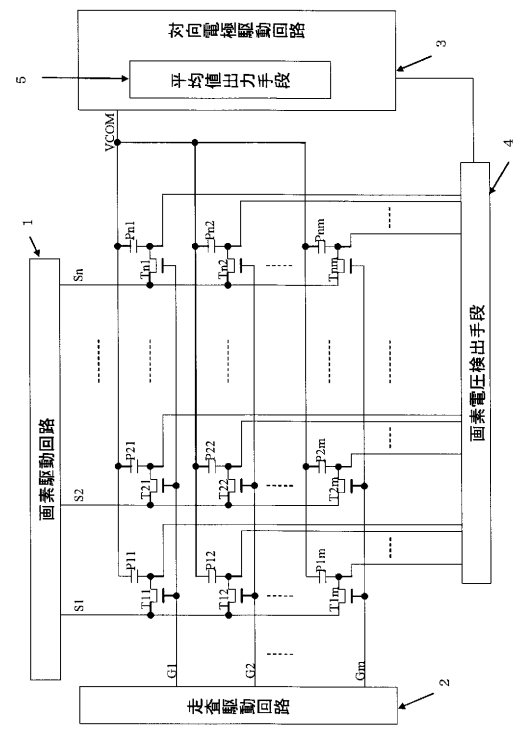 1
画素駆動回路
S1
S2
Sn
VCOM
対向電極駆動回路
平均値出力手段
5
3
P11
P21
Pn1
T11
T21
Tn1
G1
P12
P22
Pn2
T12
T22
Tn2
G2
P1m
P2m
Pnm
T1m
T2m
Tnm
Gm
走査駆動回路
2
画素電圧検出手段
4